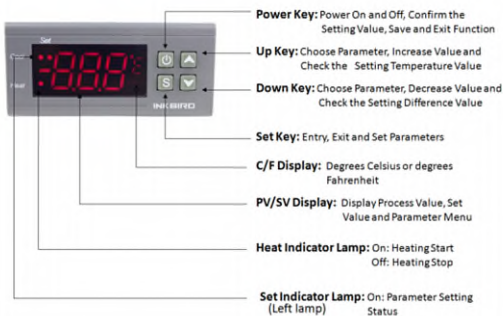 Power Key: Power On and Off, Confirm the
Setting Value, Save and Exit Function
Set
Cool
-888°C
Up Key: Choose Parameter, Increase Value and
Check the Setting Temperature Value
Heat
S
Down Key: Choose Parameter, Decrease Value and
Check the Setting Difference Value
INKBIRD
Set Key: Entry, Exit and Set Parameters
C/F Display: Degrees Celsius or degrees
Fahrenheit
PV/SV Display: Display Process Value, Set
Value and Parameter Menu
Heat Indicator Lamp: On: Heating Start
Off: Heating Stop
Set Indicator Lamp: On: Parameter Setting
(Left lamp) Status